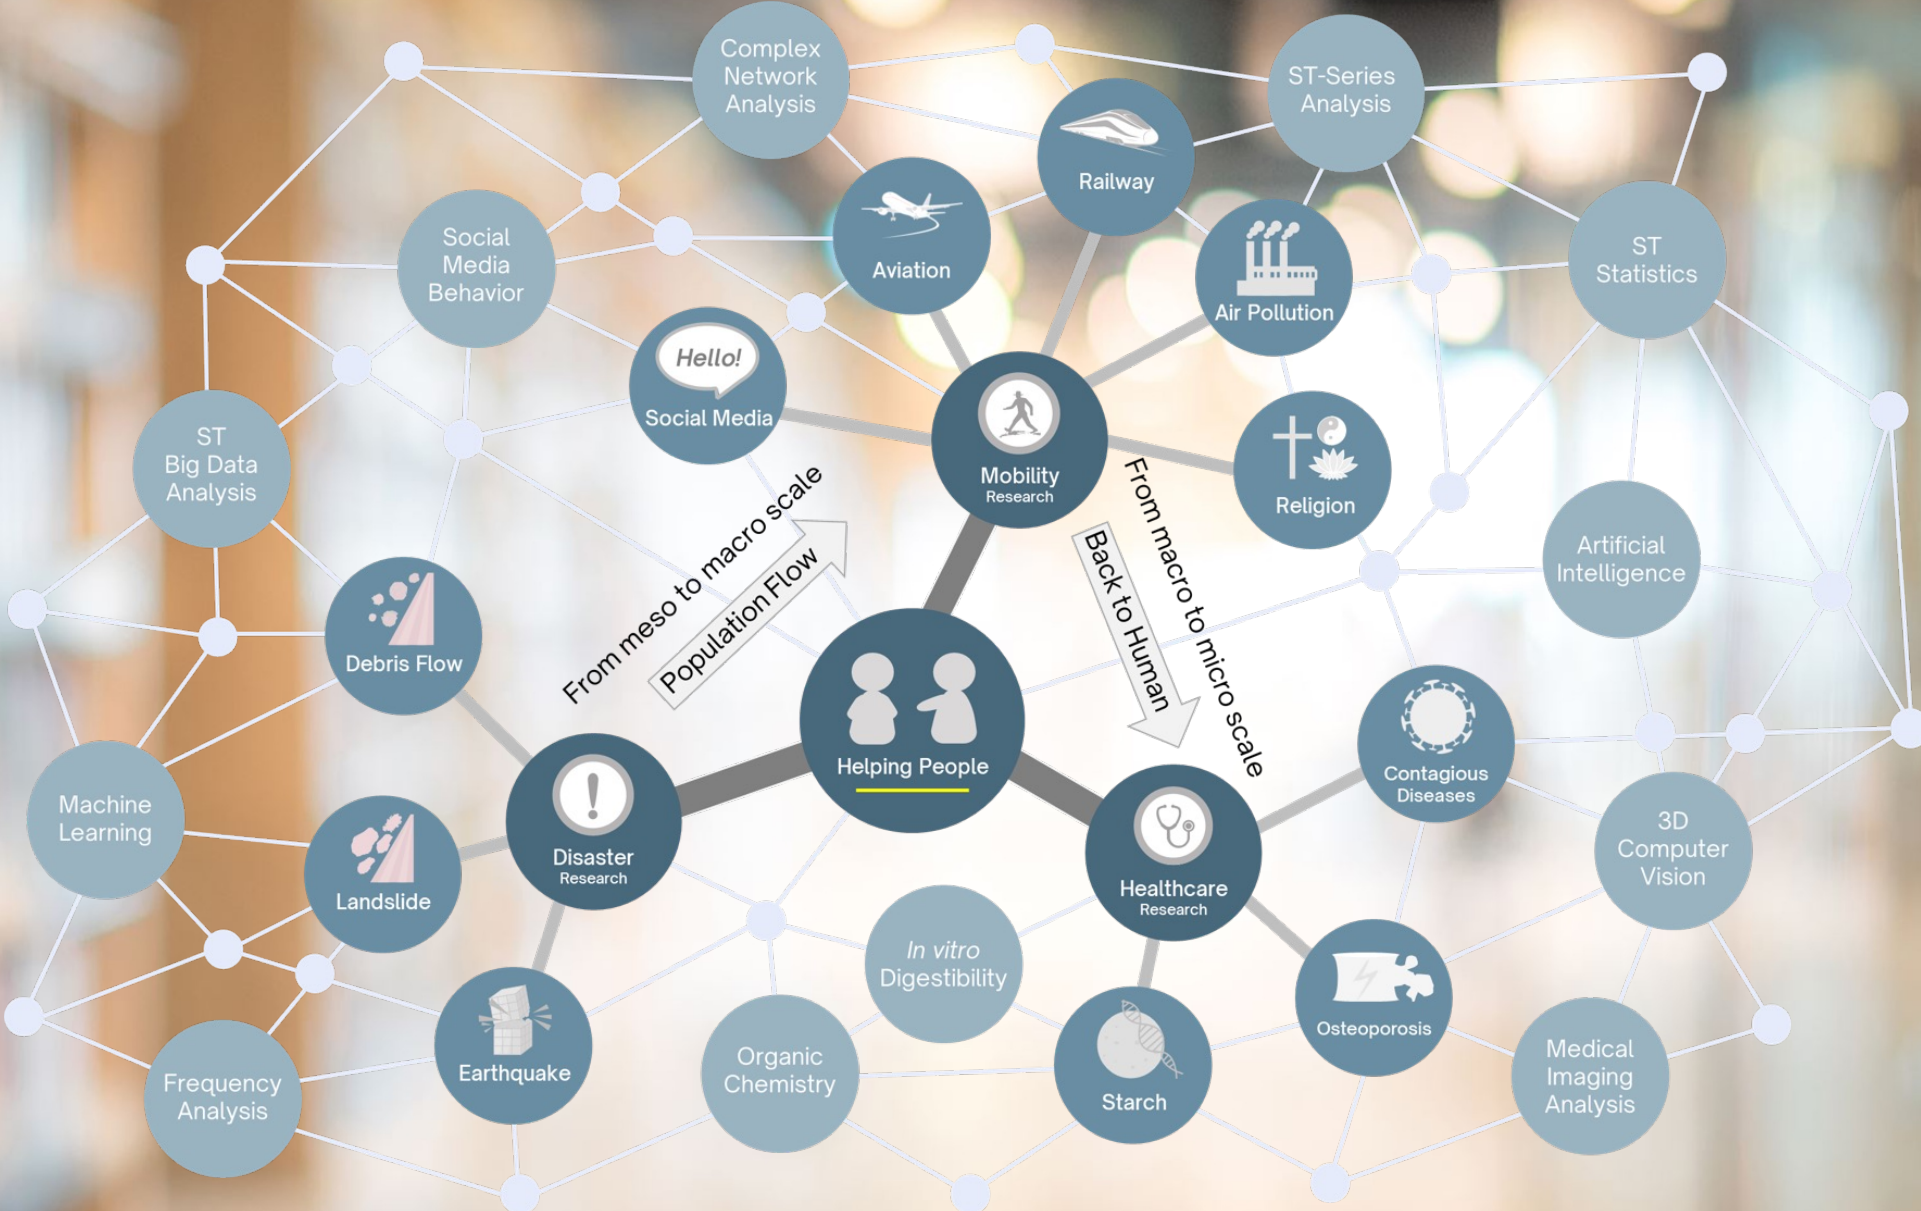 Complex
Network
Analysis
ST-Series
Analysis
Railway
Social
Media
Behavior
Aviation
Air Pollution
ST
Statistics
Hello!
Social Media
ST
Big Data
Analysis
Mobility
Research
Religion
From meso to macro scale
Population Flow
From macro to micro scale
Back to Human
Artificial
Intelligence
Debris Flow
Helping People
Contagious
Diseases
Machine
Learning
Disaster
Research
Landslide
Healthcare
Research
3D
Computer
Vision
In vitro
Digestibility
Osteoporosis
Earthquake
Organic
Chemistry
Starch
Medical
Imaging
Analysis
Frequency
Analysis